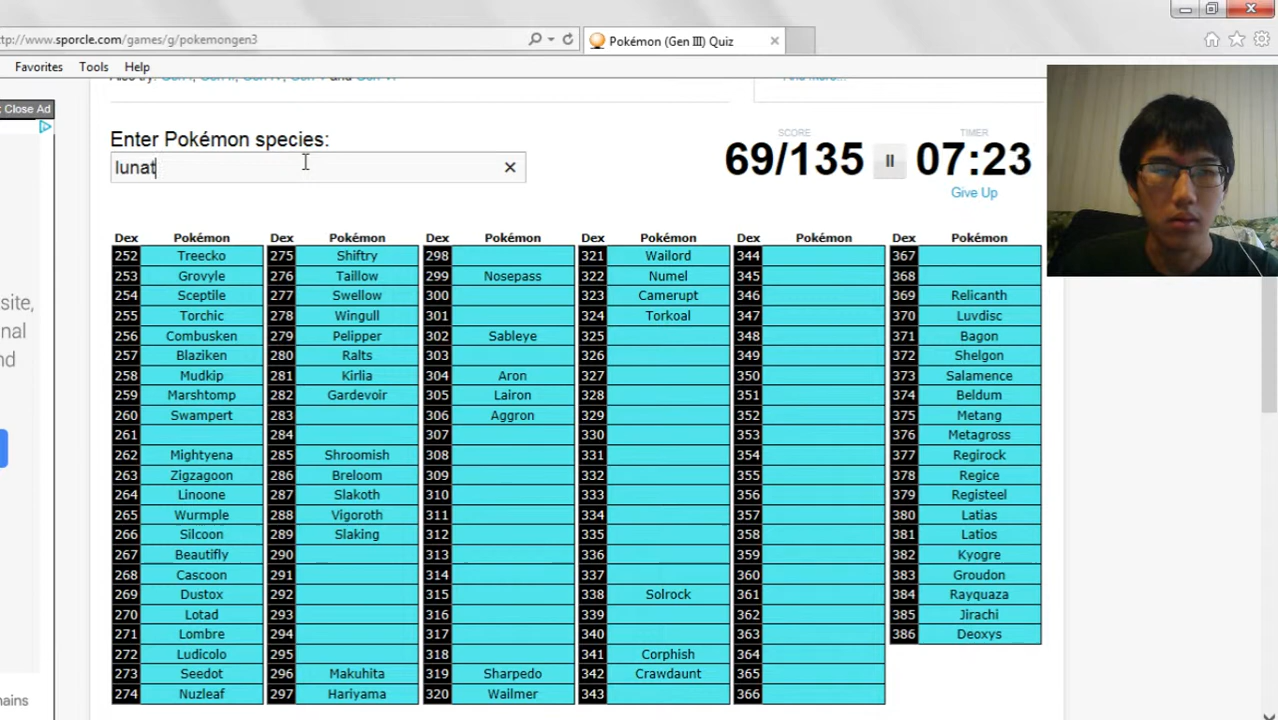 ttp://www.sporcle.com/games/g/pokemongen3
Pokémon (Gen III) Quiz
Favorites Tools Help
Close Ad
Enter Pokémon species:
lunat
SCORE
69/135
TIMER
07:23
Give Up
Dex Pokémon Dex Pokémon Dex Pokémon Dex Pokémon Dex Pokémon Dex Pokémon
252 Treecko 275 Shiftry 298 321 Wailord 344 367
253 Grovyle 276 Taillow 299 Nosepass 322 Numel 345 368
254 Sceptile 277 Swellow 300 323 Camerupt 346 369 Relicanth
255 Torchic 278 Wingull 301 324 Torkoal 347 370 Luvdisc
256 Combusken 279 Pelipper 302 Sableye 325 348 371 Bagon
257 Blaziken 280 Ralts 303 326 349 372 Shelgon
258 Mudkip 281 Kirlia 304 Aron 327 350 373 Salamence
259 Marshtomp 282 Gardevoir 305 Lairon 328 351 374 Beldum
260 Swampert 283 306 Aggron 329 352 375 Metang
261 284 307 330 353 376 Metagross
262 Mightyena 285 Shroomish 308 331 354 377 Regirock
263 Zigzagoon 286 Breloom 309 332 355 378 Regice
264 Linoone 287 Slakoth 310 333 356 379 Registeel
265 Wurmple 288 Vigoroth 311 334 357 380 Latias
266 Silcoon 289 Slaking 312 335 358 381 Latios
267 Beautifly 290 313 336 359 382 Kyogre
268 Cascoon 291 314 337 360 383 Groudon
269 Dustox 292 315 338 Solrock 361 384 Rayquaza
270 Lotad 293 316 339 362 385 Jirachi
271 Lombre 294 317 340 363 386 Deoxys
272 Ludicolo 295 318 341 Corphish 364
273 Seedot 296 Makuhita 319 Sharpedo 342 Crawdaunt 365
274 Nuzleaf 297 Hariyama 320 Wailmer 343 366
site,
nal
nd
mains